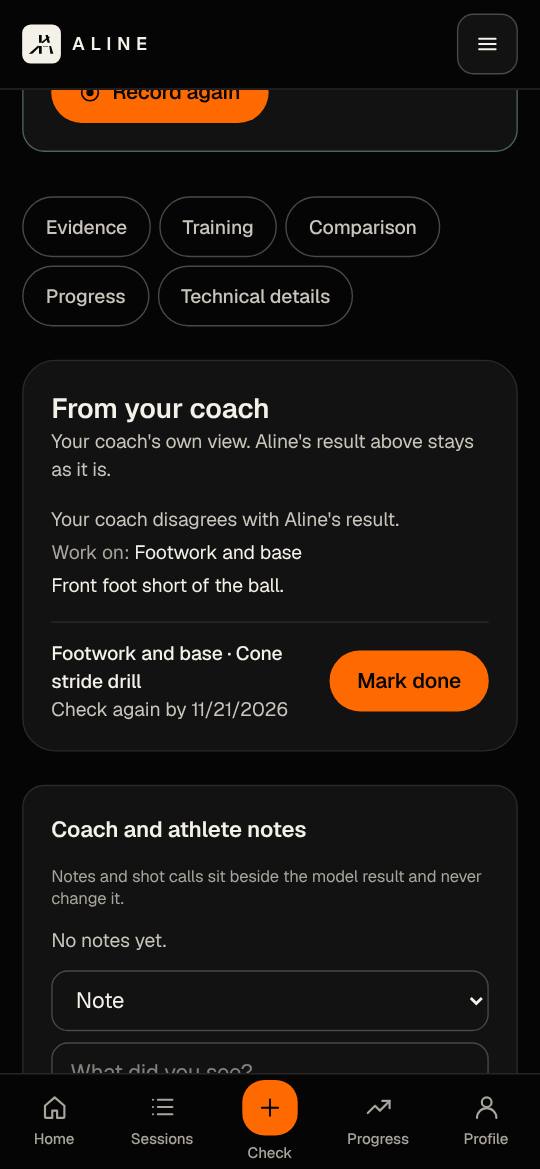 ALINE
Record again
Evidence
Training
Comparison
Progress
Technical details
From your coach
Your coach's own view. Aline's result above stays
as it is.
Your coach disagrees with Aline's result.
Work on: Footwork and base
Front foot short of the ball.
Footwork and base · Cone
stride drill
Check again by 11/21/2026
Mark done
Coach and athlete notes
Notes and shot calls sit beside the model result and never
change it.
No notes yet.
Note
What did you see?
Home
Sessions
Check
Progress
Profile